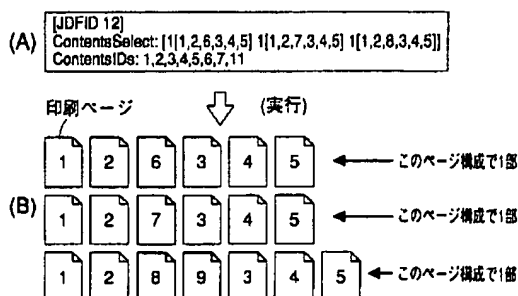 (A)
[JDFID 12]
ContentsSelect: [1[1,2,6,3,4,5] 1[1,2,7,3,4,5] 1[1,2,8,3,4,5]]
ContentsIDs: 1,2,3,4,5,6,7,11
印刷ページ
(実行)
(B)
1 2 6 3 4 5 このページ構成で1部
1 2 7 3 4 5 このページ構成で1部
1 2 8 9 3 4 5 このページ構成で1部